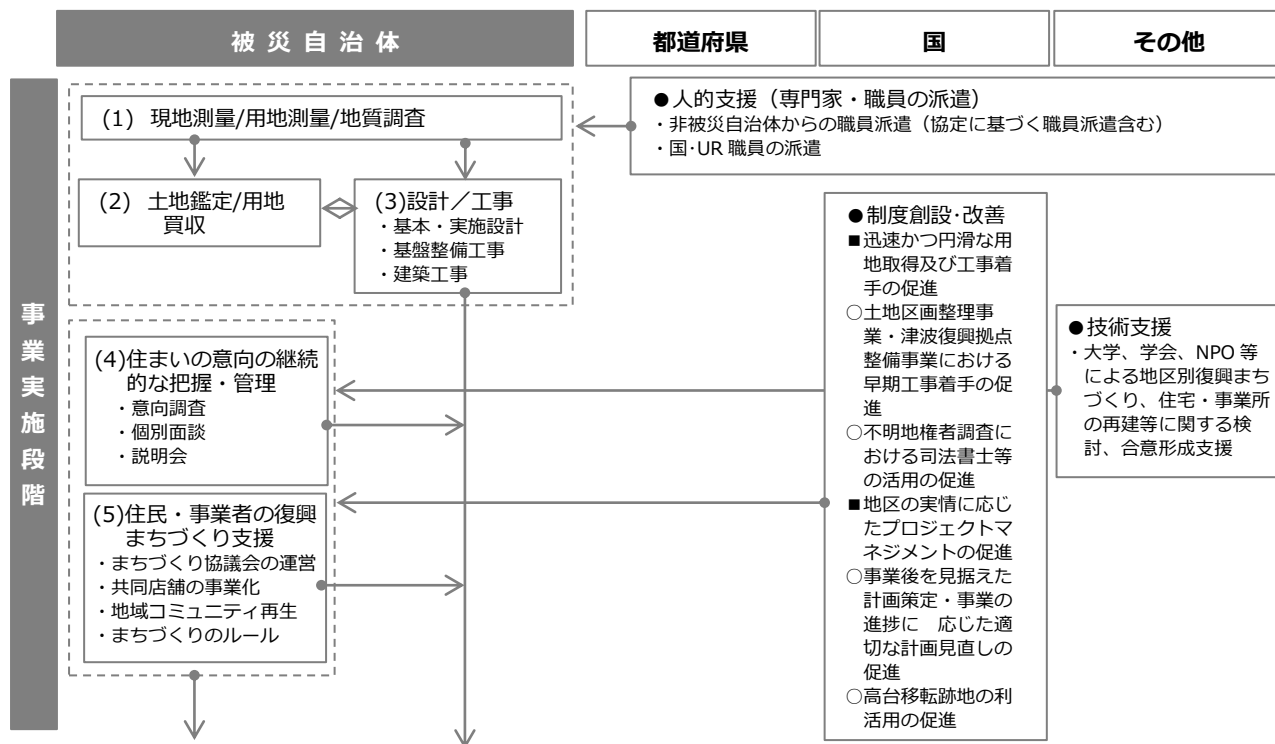 被災自治体
都道府県
国
その他
事業実施段階
(1) 現地測量/用地測量/地質調査
(2) 土地鑑定/用地
買収
(3)設計／工事
・基本・実施設計
・基盤整備工事
・建築工事
●人的支援（専門家・職員の派遣）
・非被災自治体からの職員派遣（協定に基づく職員派遣含む）
・国･UR 職員の派遣
(4)住まいの意向の継続
的な把握・管理
・意向調査
・個別面談
・説明会
(5)住民・事業者の復興
まちづくり支援
・まちづくり協議会の運営
・共同店舗の事業化
・地域コミュニティ再生
・まちづくりのルール
●制度創設･改善
■迅速かつ円滑な用
地取得及び工事着
手の促進
○土地区画整理事
業・津波復興拠点
整備事業における
早期工事着手の促
進
○不明地権者調査に
おける司法書士等
の活用の促進
■地区の実情に応じ
たプロジェクトマ
ネジメントの促進
○事業後を見据えた
計画策定・事業の
進捗に　応じた適
切な計画見直しの
促進
○高台移転跡地の利
活用の促進
●技術支援
・大学、学会、NPO 等
による地区別復興まち
づくり、住宅・事業所
の再建等に関する検
討、合意形成支援